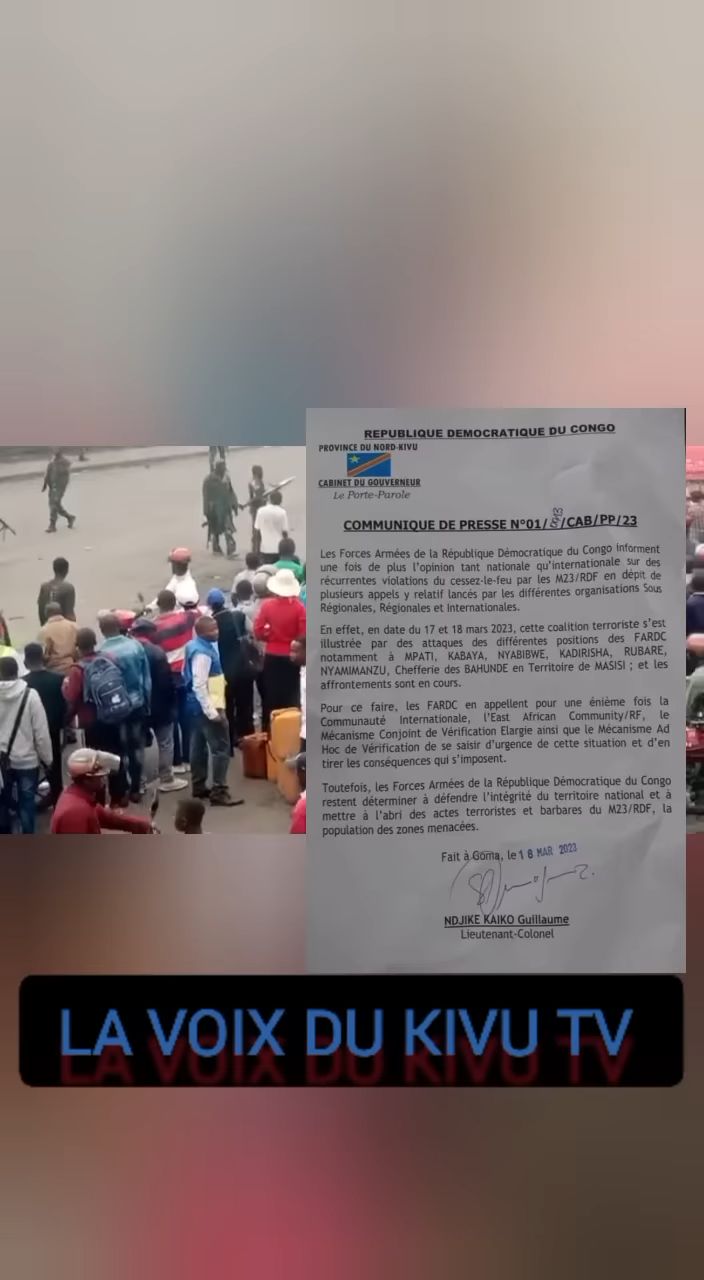 REPUBLIQUE DEMOCRATIQUE DU CONGO
PROVINCE DU NORD-KIVU
CABINET DU GOUVERNEUR
Le Porte-Parole
COMMUNIQUE DE PRESSE N°01/ /CAB/PP/23
Les Forces Armées de la République Démocratique du Congo informent
une fois de plus l'opinion tant nationale qu'internationale sur des
récurrentes violations du cessez-le-feu par les M23/RDF en dépit de
plusieurs appels y relatif lancés par les différentes organisations Sous
Régionales, Régionales et Internationales.
En effet, en date du 17 et 18 mars 2023, cette coalition terroriste s'est
illustrée par des attaques des différentes positions des FARDC
notamment à MPATI, KABAYA, NYABIBWE, KADIRISHA, RUBARE,
NYAMIMANZU, Chefferie des BAHUNDE en Territoire de MASISI ; et les
affrontements sont en cours.
Pour ce faire, les FARDC en appellent pour une énième fois la
Communauté Internationale, l'East African Community/RF, le
Mécanisme Conjoint de Vérification Elargie ainsi que le Mécanisme Ad
Hoc de Vérification de se saisir d'urgence de cette situation et d'en
tirer les conséquences qui s'imposent.
Toutefois, les Forces Armées de la République Démocratique du Congo
restent déterminer à défendre l'intégrité du territoire national et à
mettre à l'abri des actes terroristes et barbares du M23/RDF, la
population des zones menacées.
Fait à Goma, le 18 MAR 2023
NDJIKE KAIKO Guillaume
Lieutenant-Colonel
LA VOIX DU KIVU TV